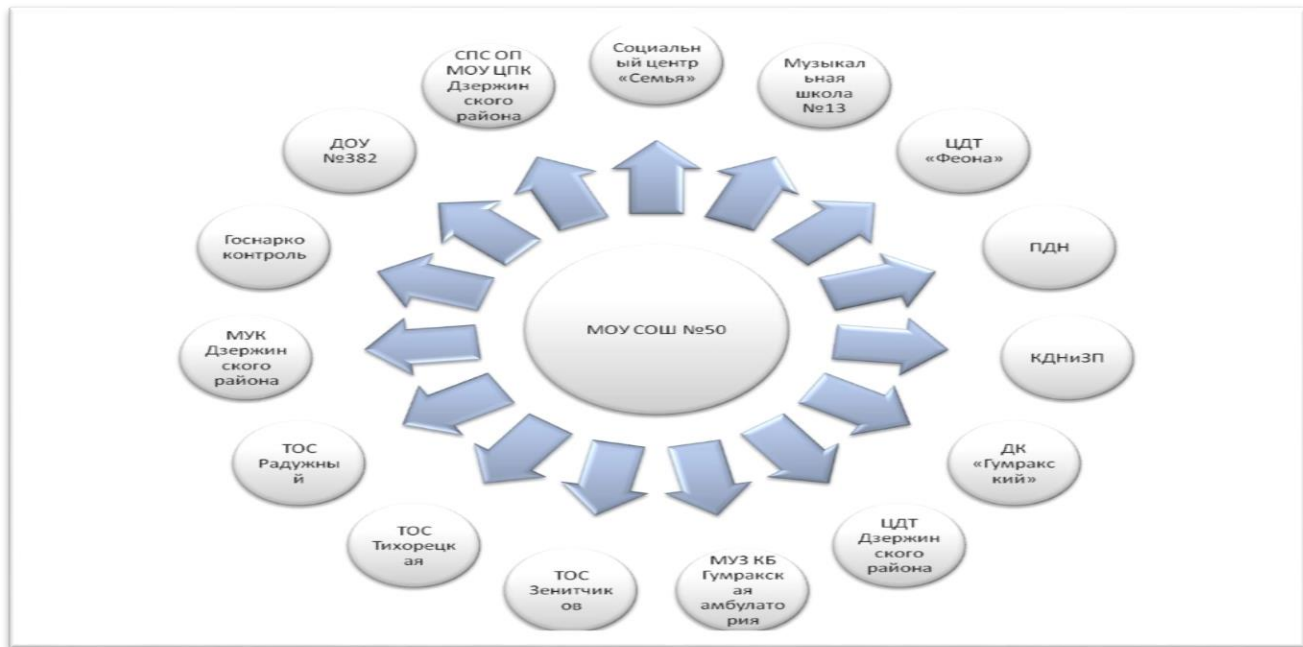 Социальн
ый центр
«Семья»
Музыкал
ьная
школа
№13
ЦДТ
«Феона»
ПДН
КДНиЗП
ДК
«Гумракс
кий»
ЦДТ
Дзержин
ского
района
МУЗ КБ
Гумракск
ая
амбулато
рия
ТОС
Зенитчик
ов
ТОС
Тихорецк
ая
ТОС
Радужны
й
МУК
Дзержин
ского
района
Госнарко
контроль
ДОУ
№382
СПС ОП
МОУ ЦПК
Дзержин
ского
района
МОУ СОШ №50